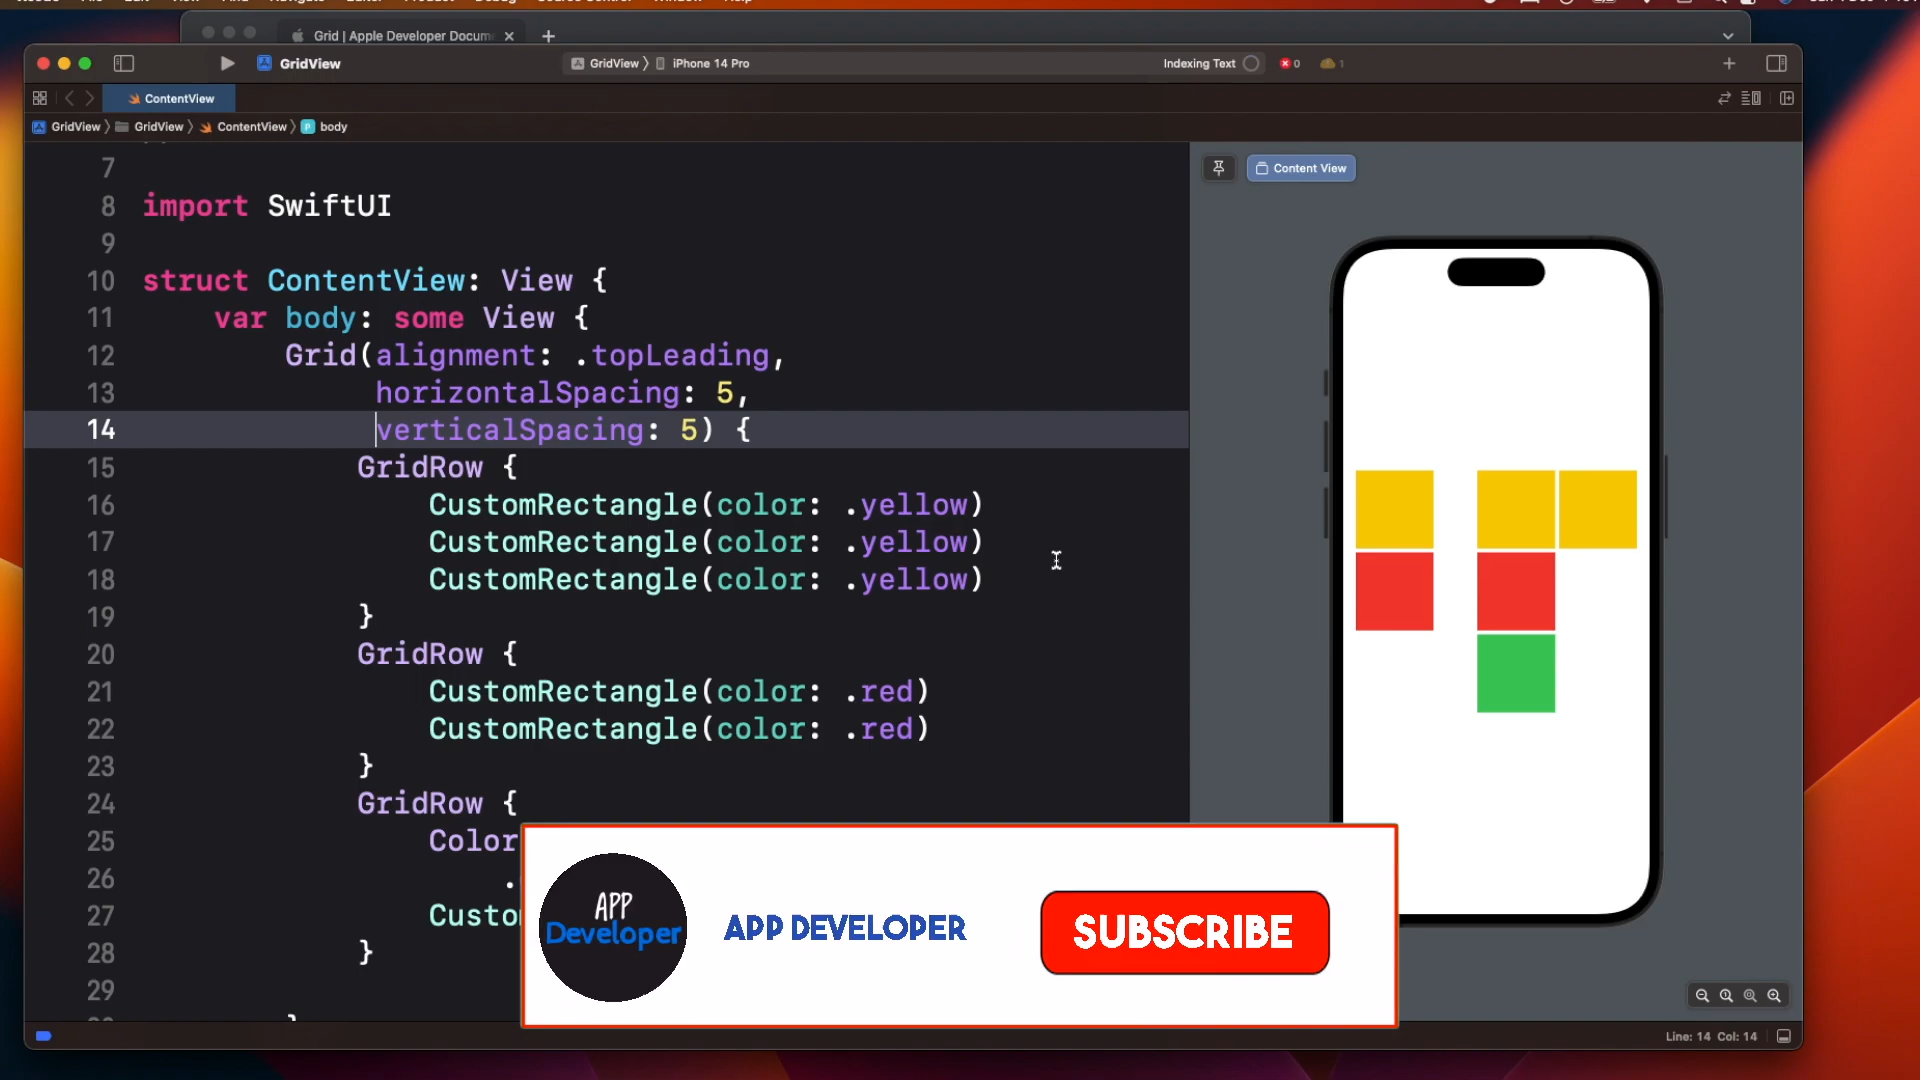 Grid | Apple Developer Docum
GridView
GridView
iPhone 14 Pro
Indexing Text
0
1
ContentView
GridView
GridView
ContentView
P body
Content View
7
8 import SwiftUI
9
10 struct ContentView: View {
11 var body: some View {
12 Grid(alignment: .topLeading,
13 horizontalSpacing: 5,
14 verticalSpacing: 5) {
15 GridRow {
16 CustomRectangle(color: .yellow)
17 CustomRectangle(color: .yellow)
18 CustomRectangle(color: .yellow)
19 }
20 GridRow {
21 CustomRectangle(color: .red)
22 CustomRectangle(color: .red)
23 }
24 GridRow {
25 Color
26 .
27 Custo
28 }
29
APP
Developer
APP DEVELOPER
SUBSCRIBE
Line: 14 Col: 14